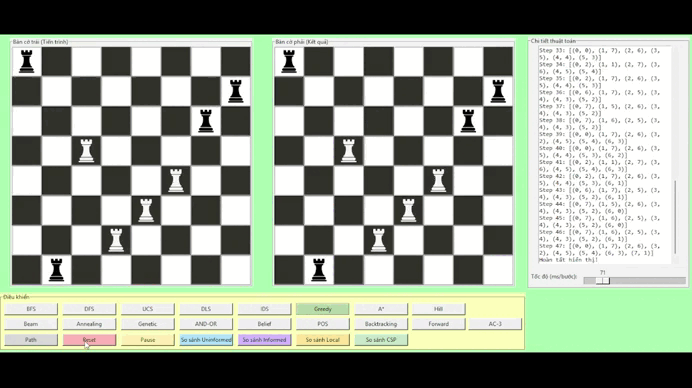 Bàn cờ trái (Tiến trình)
Bàn cờ phải (Kết quả)
Chi tiết thuật toán
Step 33: [(0, 0), (1, 7), (2, 6), (3,
5), (4, 4), (5, 3)]
Step 34: [(0, 2), (1, 1), (2, 7), (3,
6), (4, 5), (5, 4)]
Step 35: [(0, 2), (1, 7), (2, 6), (3,
5), (4, 4), (5, 3)]
Step 36: [(0, 6), (1, 7), (2, 5), (3,
4), (4, 3), (5, 2)]
Step 37: [(0, 7), (1, 5), (2, 6), (3,
4), (4, 3), (5, 2)]
Step 38: [(0, 7), (1, 6), (2, 5), (3,
4), (4, 3), (5, 2)]
Step 39: [(0, 0), (1, 7), (2, 6), (3,
2), (4, 5), (5, 4), (6, 3)]
Step 40: [(0, 0), (1, 7), (2, 6), (3,
5), (4, 4), (5, 3), (6, 2)]
Step 41: [(0, 2), (1, 1), (2, 7), (3,
6), (4, 5), (5, 4), (6, 3)]
Step 42: [(0, 2), (1, 7), (2, 6), (3,
5), (4, 4), (5, 3), (6, 1)]
Step 43: [(0, 6), (1, 7), (2, 5), (3,
4), (4, 3), (5, 2), (6, 1)]
Step 44: [(0, 7), (1, 5), (2, 6), (3,
4), (4, 3), (5, 2), (6, 0)]
Step 45: [(0, 7), (1, 6), (2, 5), (3,
4), (4, 3), (5, 2), (6, 0)]
Step 46: [(0, 7), (1, 6), (2, 5), (3,
4), (4, 3), (5, 2), (6, 1)]
Step 47: [(0, 0), (1, 7), (2, 6), (3,
2), (4, 5), (5, 4), (6, 3), (7, 1)]
Hoàn tất hiển thị!
71
Tốc độ (ms/bước):
Điều khiển:
BFS
DFS
UCS
DLS
IDS
Greedy
A*
Hill
Beam
Annealing
Genetic
AND-OR
Belief
POS
Backtracking
Forward
AC-3
Path
Reset
Pause
So sánh Uninformed
So sánh Informed
So sánh Local
So sánh CSP